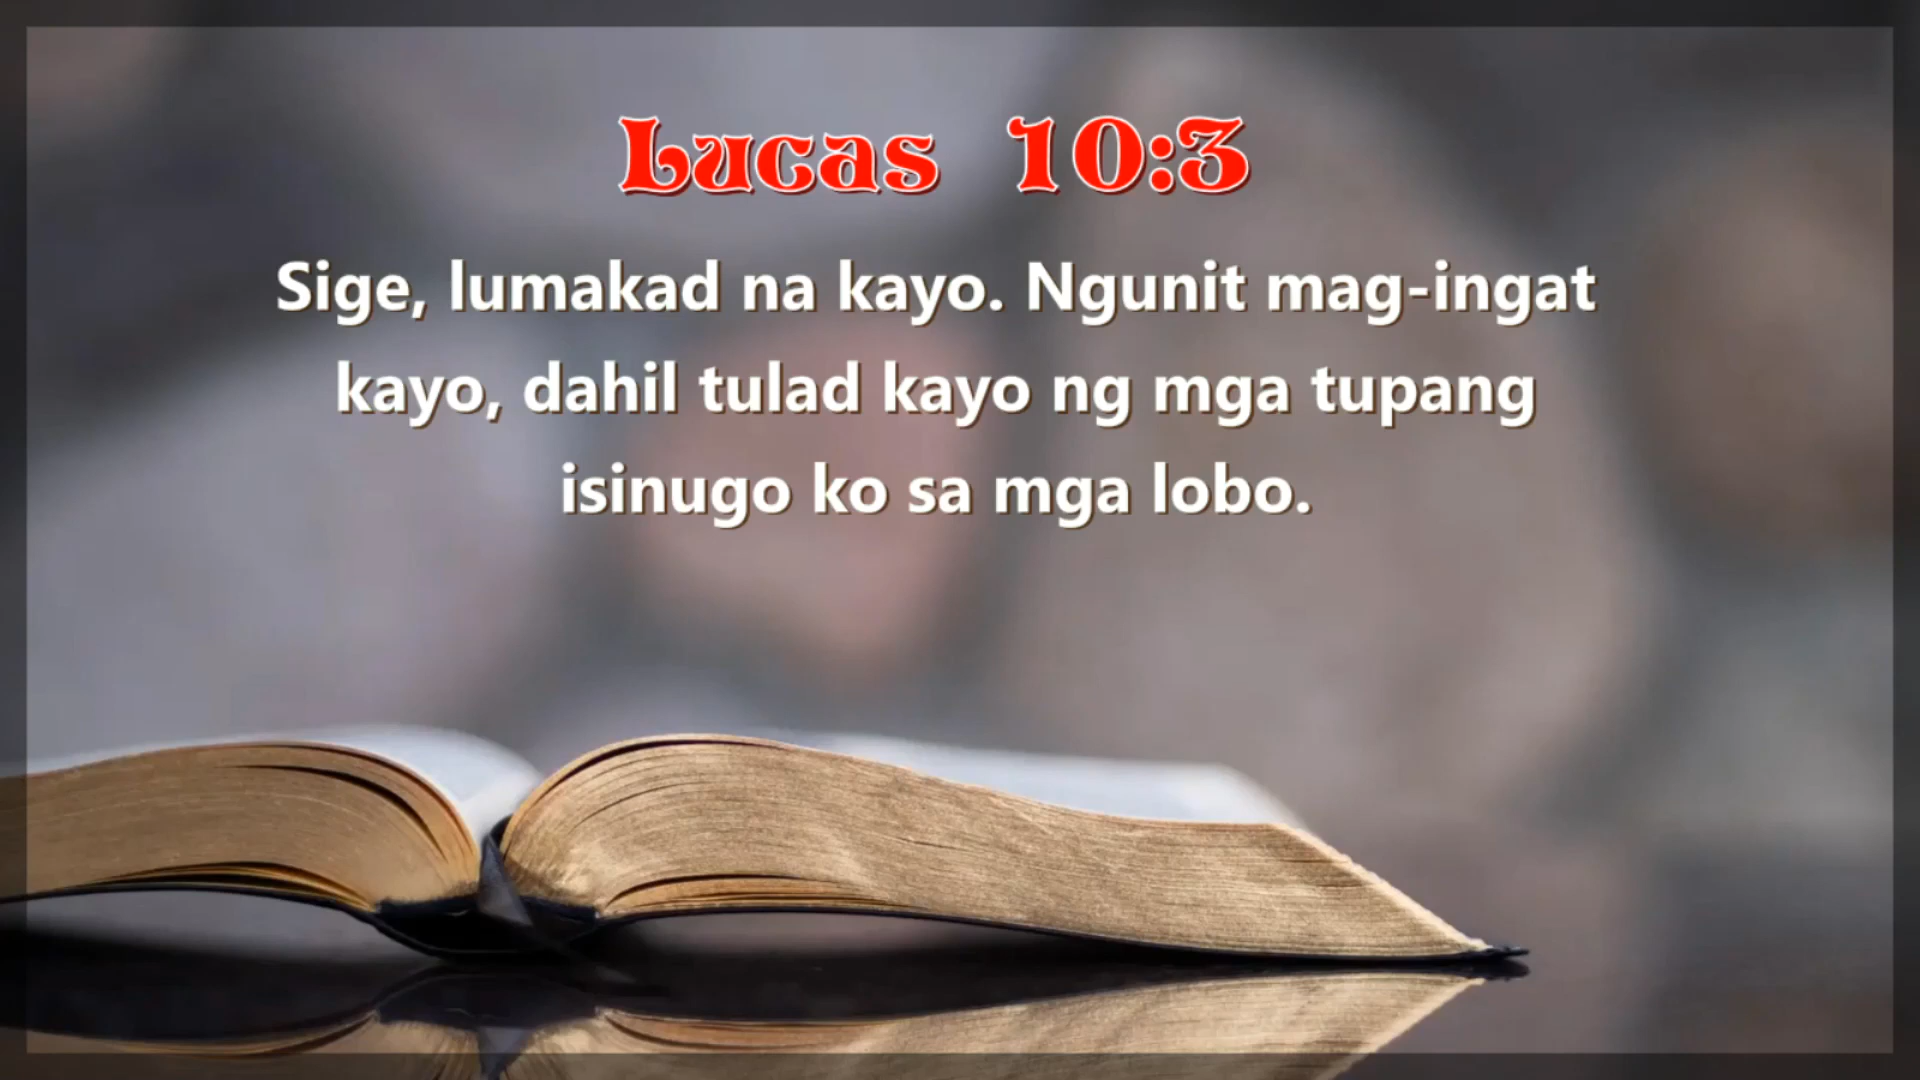 Lucas 10:3
Sige, lumakad na kayo. Ngunit mag-ingat
kayo, dahil tulad kayo ng mga tupang
isinugo ko sa mga lobo.